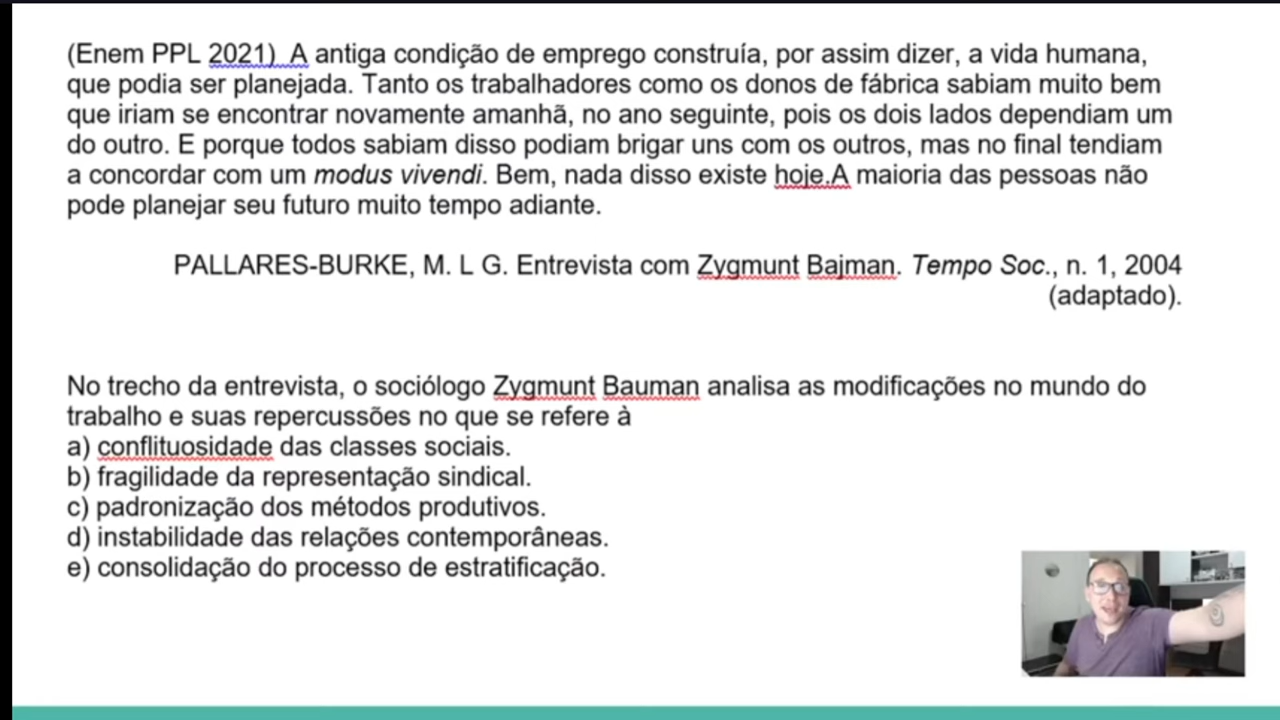 (Enem PPL 2021) A antiga condição de emprego construía, por assim dizer, a vida humana,
que podia ser planejada. Tanto os trabalhadores como os donos de fábrica sabiam muito bem
que iriam se encontrar novamente amanhã, no ano seguinte, pois os dois lados dependiam um
do outro. E porque todos sabiam disso podiam brigar uns com os outros, mas no final tendiam
a concordar com um modus vivendi. Bem, nada disso existe hoje.A maioria das pessoas não
pode planejar seu futuro muito tempo adiante.
PALLARES-BURKE, M. L G. Entrevista com Zygmunt Bajman. Tempo Soc., n. 1, 2004
(adaptado).
No trecho da entrevista, o sociólogo Zygmunt Bauman analisa as modificações no mundo do
trabalho e suas repercussões no que se refere à
a) conflituosidade das classes sociais.
b) fragilidade da representação sindical.
c) padronização dos métodos produtivos.
d) instabilidade das relações contemporâneas.
e) consolidação do processo de estratificação.